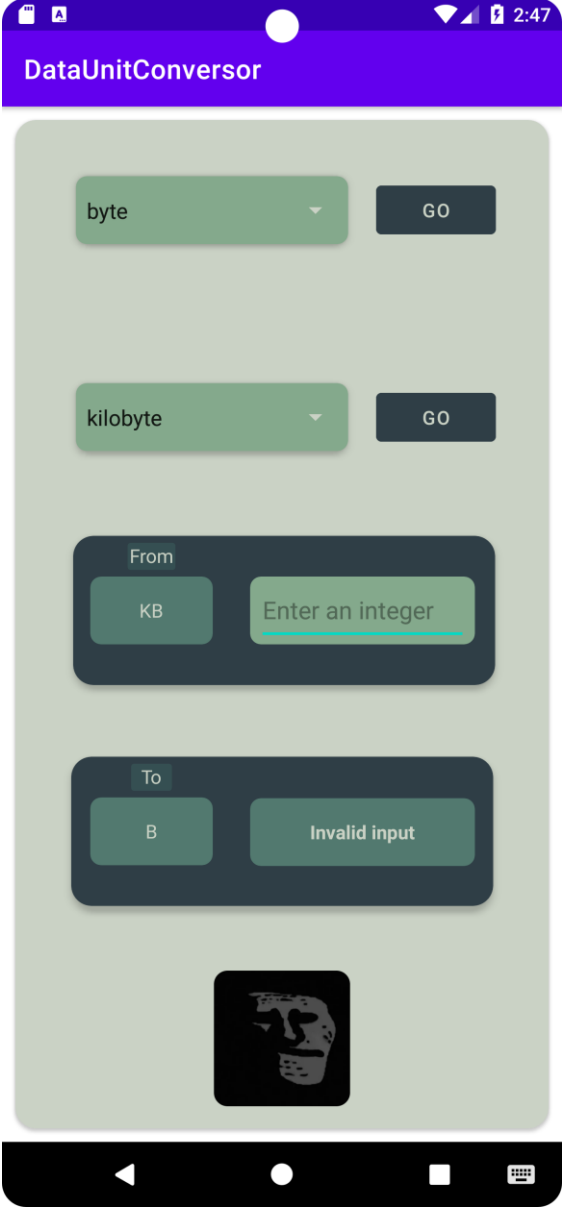 2:47
DataUnitConversor
byte
GO
kilobyte
GO
From
KB
Enter an integer
To
B
Invalid input